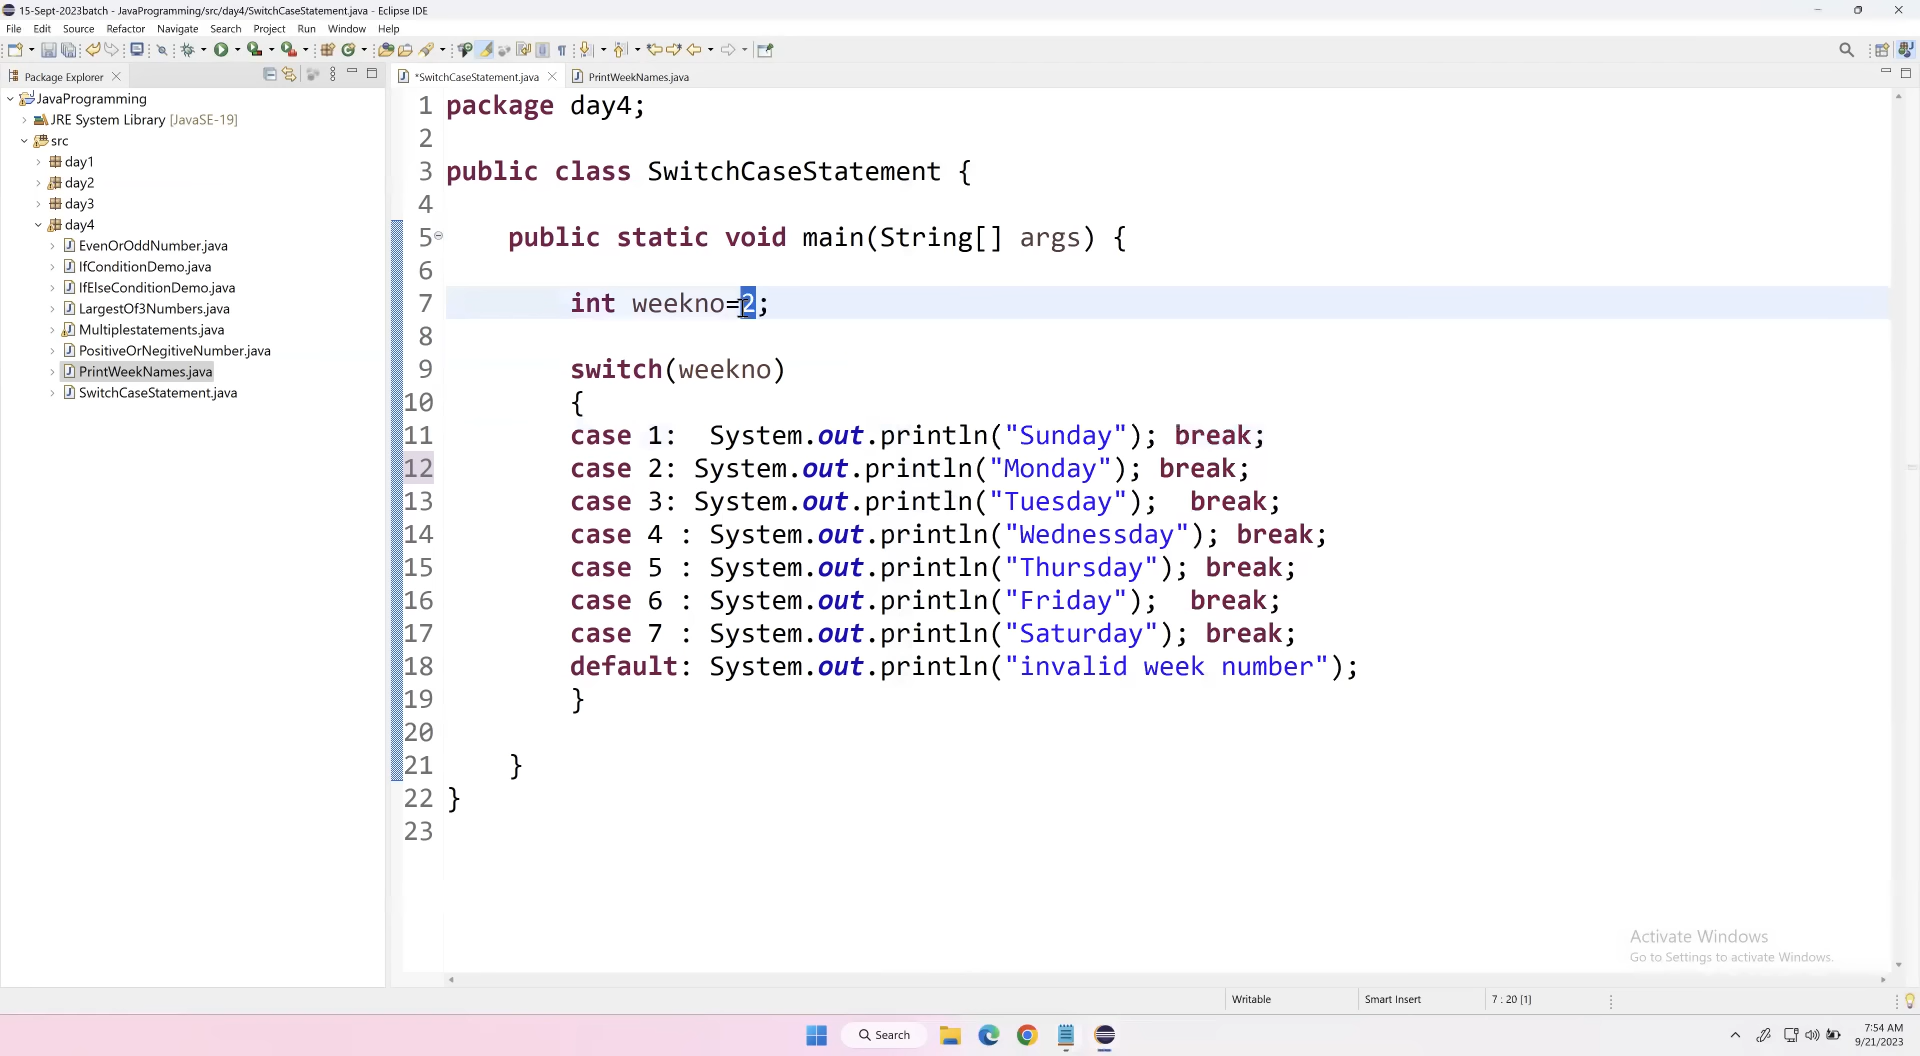 15-Sept-2023batch - JavaProgramming/src/day4/SwitchCaseStatement.java - Eclipse IDE
File Edit Source Refactor Navigate Search Project Run Window Help
Package Explorer
*SwitchCaseStatement.java PrintWeekNames.java
JavaProgramming
JRE System Library [JavaSE-19]
src
day1
day2
day3
day4
EvenOrOddNumber.java
IfConditionDemo.java
IfElseConditionDemo.java
LargestOf3Numbers.java
Multiplestatements.java
PositiveOrNegitiveNumber.java
PrintWeekNames.java
SwitchCaseStatement.java
1 package day4;
2
3 public class SwitchCaseStatement {
4
5 public static void main(String[] args) {
6
7 int weekno=2;
8
9 switch(weekno)
10 {
11 case 1: System.out.println("Sunday"); break;
12 case 2: System.out.println("Monday"); break;
13 case 3: System.out.println("Tuesday"); break;
14 case 4 : System.out.println("Wednessday"); break;
15 case 5 : System.out.println("Thursday"); break;
16 case 6 : System.out.println("Friday"); break;
17 case 7 : System.out.println("Saturday"); break;
18 default: System.out.println("invalid week number");
19 }
20
21 }
22 }
23
Activate Windows
Go to Settings to activate Windows.
Writable Smart Insert 7 : 20 [1]
Search
7:54 AM
9/21/2023